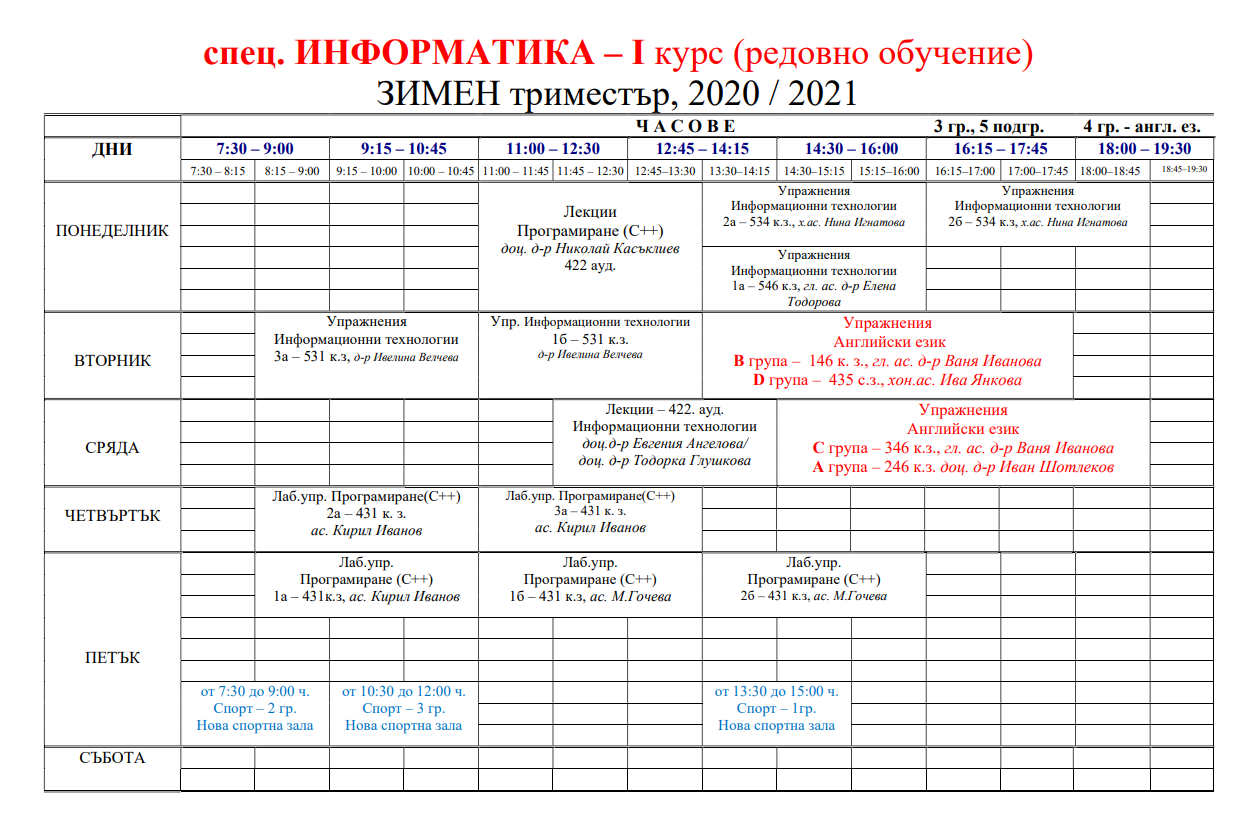 спец. ИНФОРМАТИКА – I курс (редовно обучение)
ЗИМЕН триместър, 2020 / 2021
Ч А С О В Е 3 гр., 5 подгр. 4 гр. - англ. ез.
ДНИ 7:30 – 9:00 9:15 – 10:45 11:00 – 12:30 12:45 – 14:15 14:30 – 16:00 16:15 – 17:45 18:00 – 19:30
7:30 – 8:15 8:15 – 9:00 9:15 – 10:00 10:00 – 10:45 11:00 – 11:45 11:45 – 12:30 12:45–13:30 13:30–14:15 14:30–15:15 15:15–16:00 16:15–17:00 17:00–17:45 18:00–18:45 18:45–19:30
ПОНЕДЕЛНИК
Лекции
Програмиране (C++)
доц. д-р Николай Касъклиев
422 ауд.
Упражнения
Информационни технологии
2а – 534 к.з., х.ас. Нина Игнатова
Упражнения
Информационни технологии
2б – 534 к.з, х.ас. Нина Игнатова
Упражнения
Информационни технологии
1а – 546 к.з, гл. ас. д-р Елена
Тодорова
ВТОРНИК
Упражнения
Информационни технологии
3а – 531 к.з, д-р Ивелина Велчева
Упр. Информационни технологии
1б – 531 к.з.
д-р Ивелина Велчева
Упражнения
Английски език
B група – 146 к. з., гл. ас. д-р Ваня Иванова
D група – 435 с.з., хон.ас. Ива Янкова
СРЯДА
Лекции – 422. ауд.
Информационни технологии
доц.д-р Евгения Ангелова/
доц. д-р Тодорка Глушкова
Упражнения
Английски език
C група – 346 к.з., гл. ас. д-р Ваня Иванова
A група – 246 к.з. доц. д-р Иван Шотлеков
ЧЕТВЪРТЪК
Лаб.упр. Програмиране(C++)
2а – 431 к. з.
ас. Кирил Иванов
Лаб.упр. Програмиране(C++)
3а – 431 к. з.
ас. Кирил Иванов
ПЕТЪК
Лаб.упр.
Програмиране (C++)
1а – 431к.з, ас. Кирил Иванов
Лаб.упр.
Програмиране (C++)
1б – 431 к.з, ас. М.Гочева
Лаб.упр.
Програмиране (C++)
2б – 431 к.з, ас. М.Гочева
от 7:30 до 9:00 ч.
Спорт – 2 гр.
Нова спортна зала
от 10:30 до 12:00 ч.
Спорт – 3 гр.
Нова спортна зала
от 13:30 до 15:00 ч.
Спорт – 1гр.
Нова спортна зала
СЪБОТА